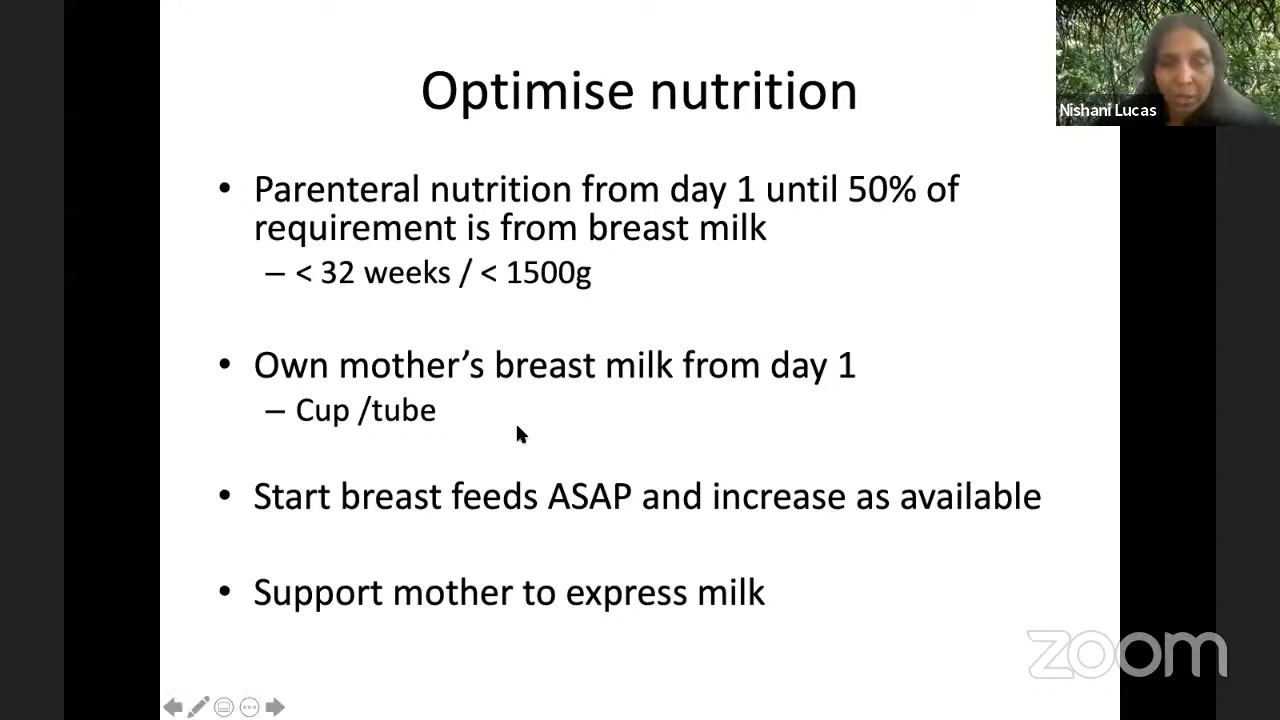 Optimise nutrition
Nishani Lucas
• Parenteral nutrition from day 1 until 50% of
requirement is from breast milk
– < 32 weeks / < 1500g
• Own mother’s breast milk from day 1
– Cup /tube
• Start breast feeds ASAP and increase as available
• Support mother to express milk
zoom